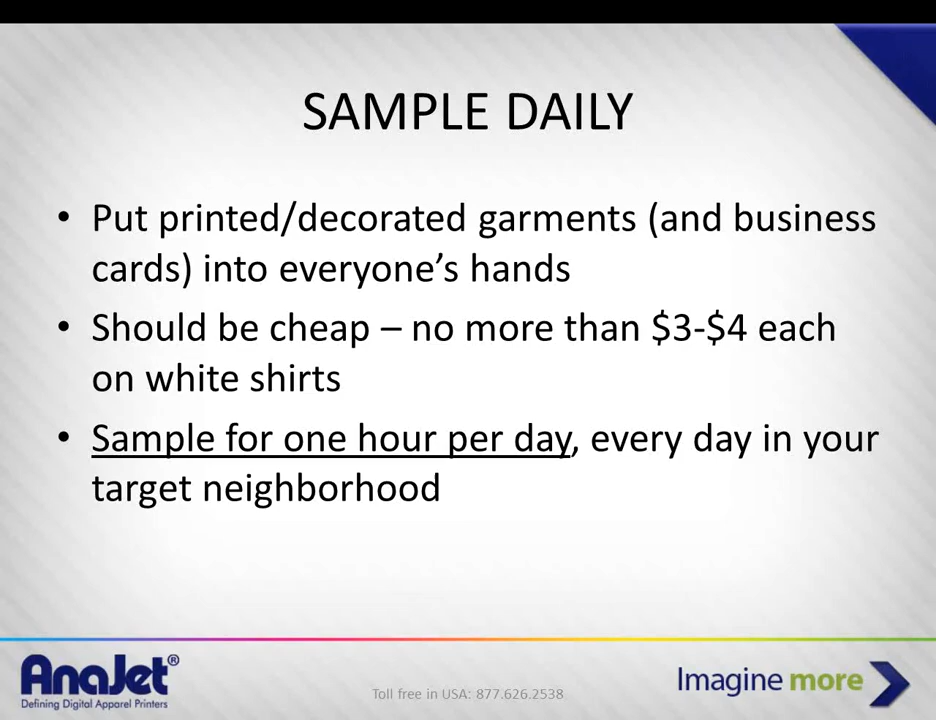 SAMPLE DAILY
• Put printed/decorated garments (and business
cards) into everyone’s hands
• Should be cheap – no more than $3-$4 each
on white shirts
• Sample for one hour per day, every day in your
target neighborhood
AnaJet®
Defining Digital Apparel Printers
Toll free in USA: 877.626.2538
Imagine more